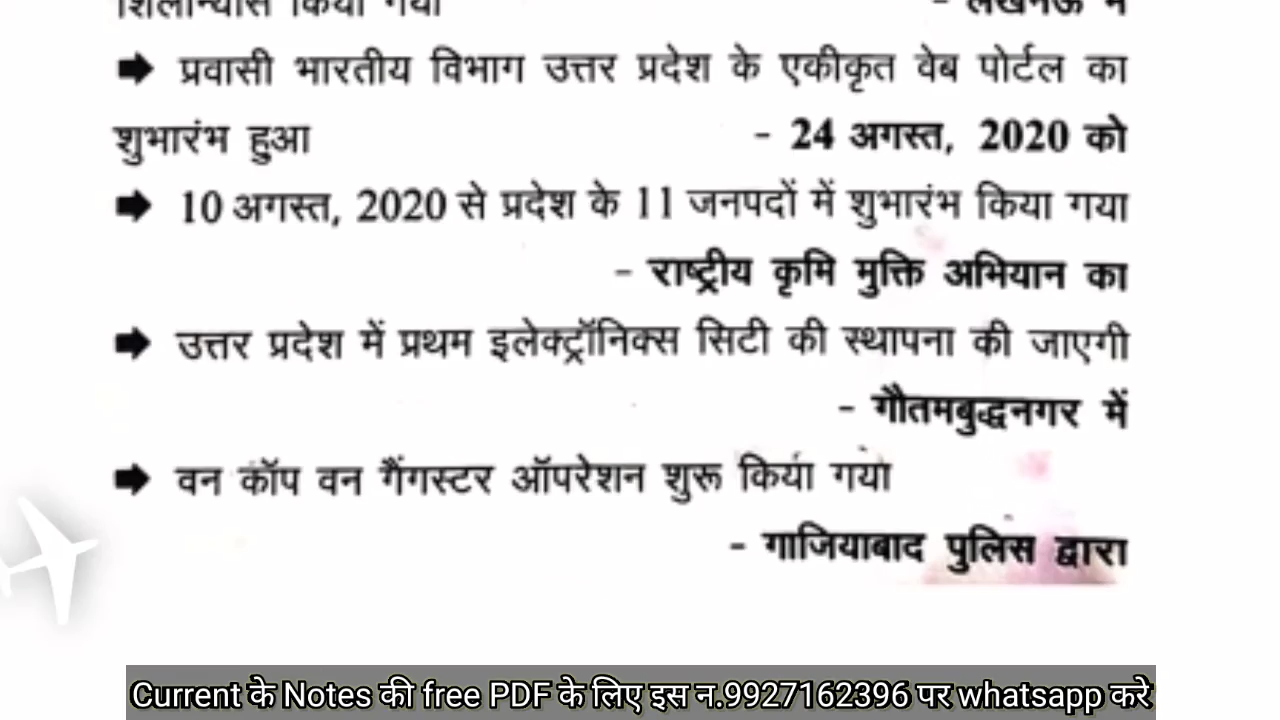 शिलान्यास किया गया - लखनऊ में
➡ प्रवासी भारतीय विभाग उत्तर प्रदेश के एकीकृत वेब पोर्टल का
शुभारंभ हुआ - 24 अगस्त, 2020 को
➡ 10 अगस्त, 2020 से प्रदेश के 11 जनपदों में शुभारंभ किया गया
- राष्ट्रीय कृमि मुक्ति अभियान का
➡ उत्तर प्रदेश में प्रथम इलेक्ट्रॉनिक्स सिटी की स्थापना की जाएगी
- गौतमबुद्धनगर में
➡ वन कॉप वन गैंगस्टर ऑपरेशन शुरू किया गया
- गाजियाबाद पुलिस द्वारा
Current के Notes की free PDF के लिए इस न.9927162396 पर whatsapp करे